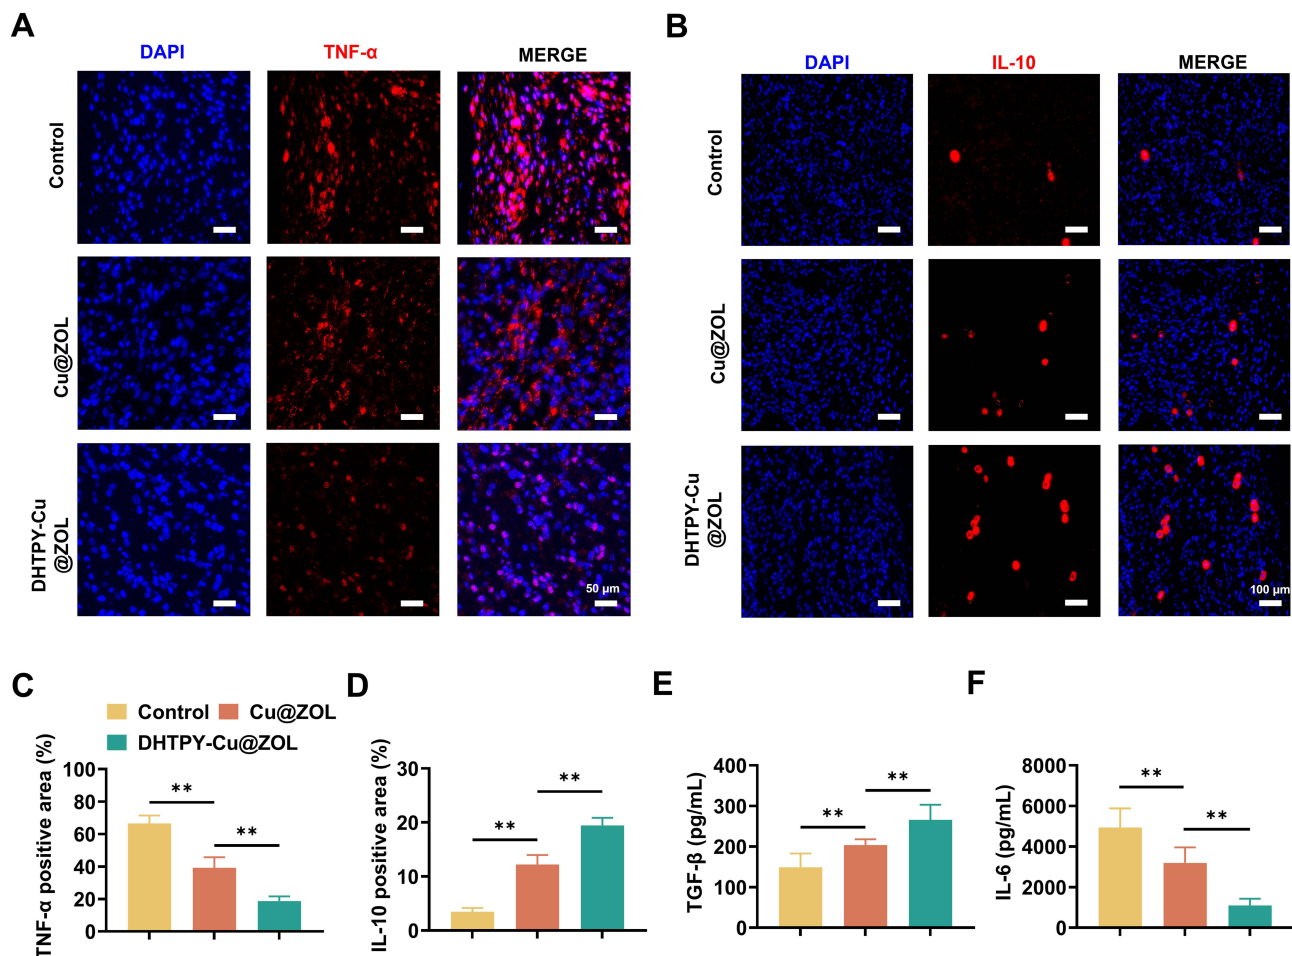 A
DAPI TNF-α MERGE
Control
Cu@ZOL
DHTPY-Cu
@ZOL
50 μm
B
DAPI IL-10 MERGE
Control
Cu@ZOL
DHTPY-Cu
@ZOL
100 μm
C
Control Cu@ZOL
DHTPY-Cu@ZOL
TNF-α positive area (%)
100
80
60
40
20
0
**
**
D
IL-10 positive area (%)
30
20
10
0
**
**
E
TGF-β (pg/mL)
400
300
200
100
0
**
**
F
IL-6 (pg/mL)
8000
6000
4000
2000
0
**
**